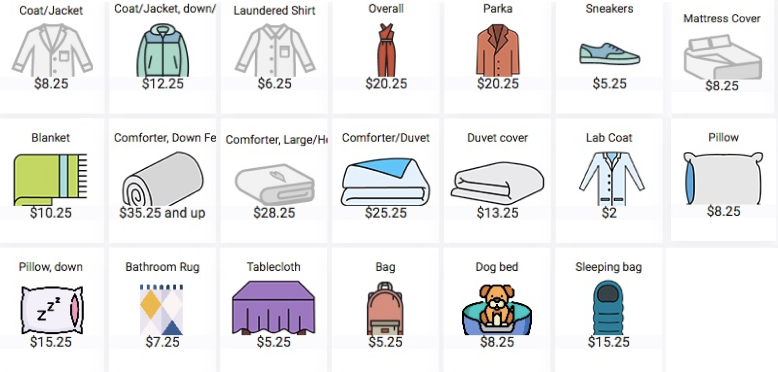 Coat/Jacket
$8.25
Coat/Jacket, down/
$12.25
Laundered Shirt
$6.25
Overall
$20.25
Parka
$20.25
Sneakers
$5.25
Mattress Cover
$8.25
Blanket
$10.25
Comforter, Down Fe
$35.25 and up
Comforter, Large/He
$28.25
Comforter/Duvet
$25.25
Duvet cover
$13.25
Lab Coat
$2
Pillow
$8.25
Pillow, down
z z z
$15.25
Bathroom Rug
$7.25
Tablecloth
$5.25
Bag
$5.25
Dog bed
$8.25
Sleeping bag
$15.25